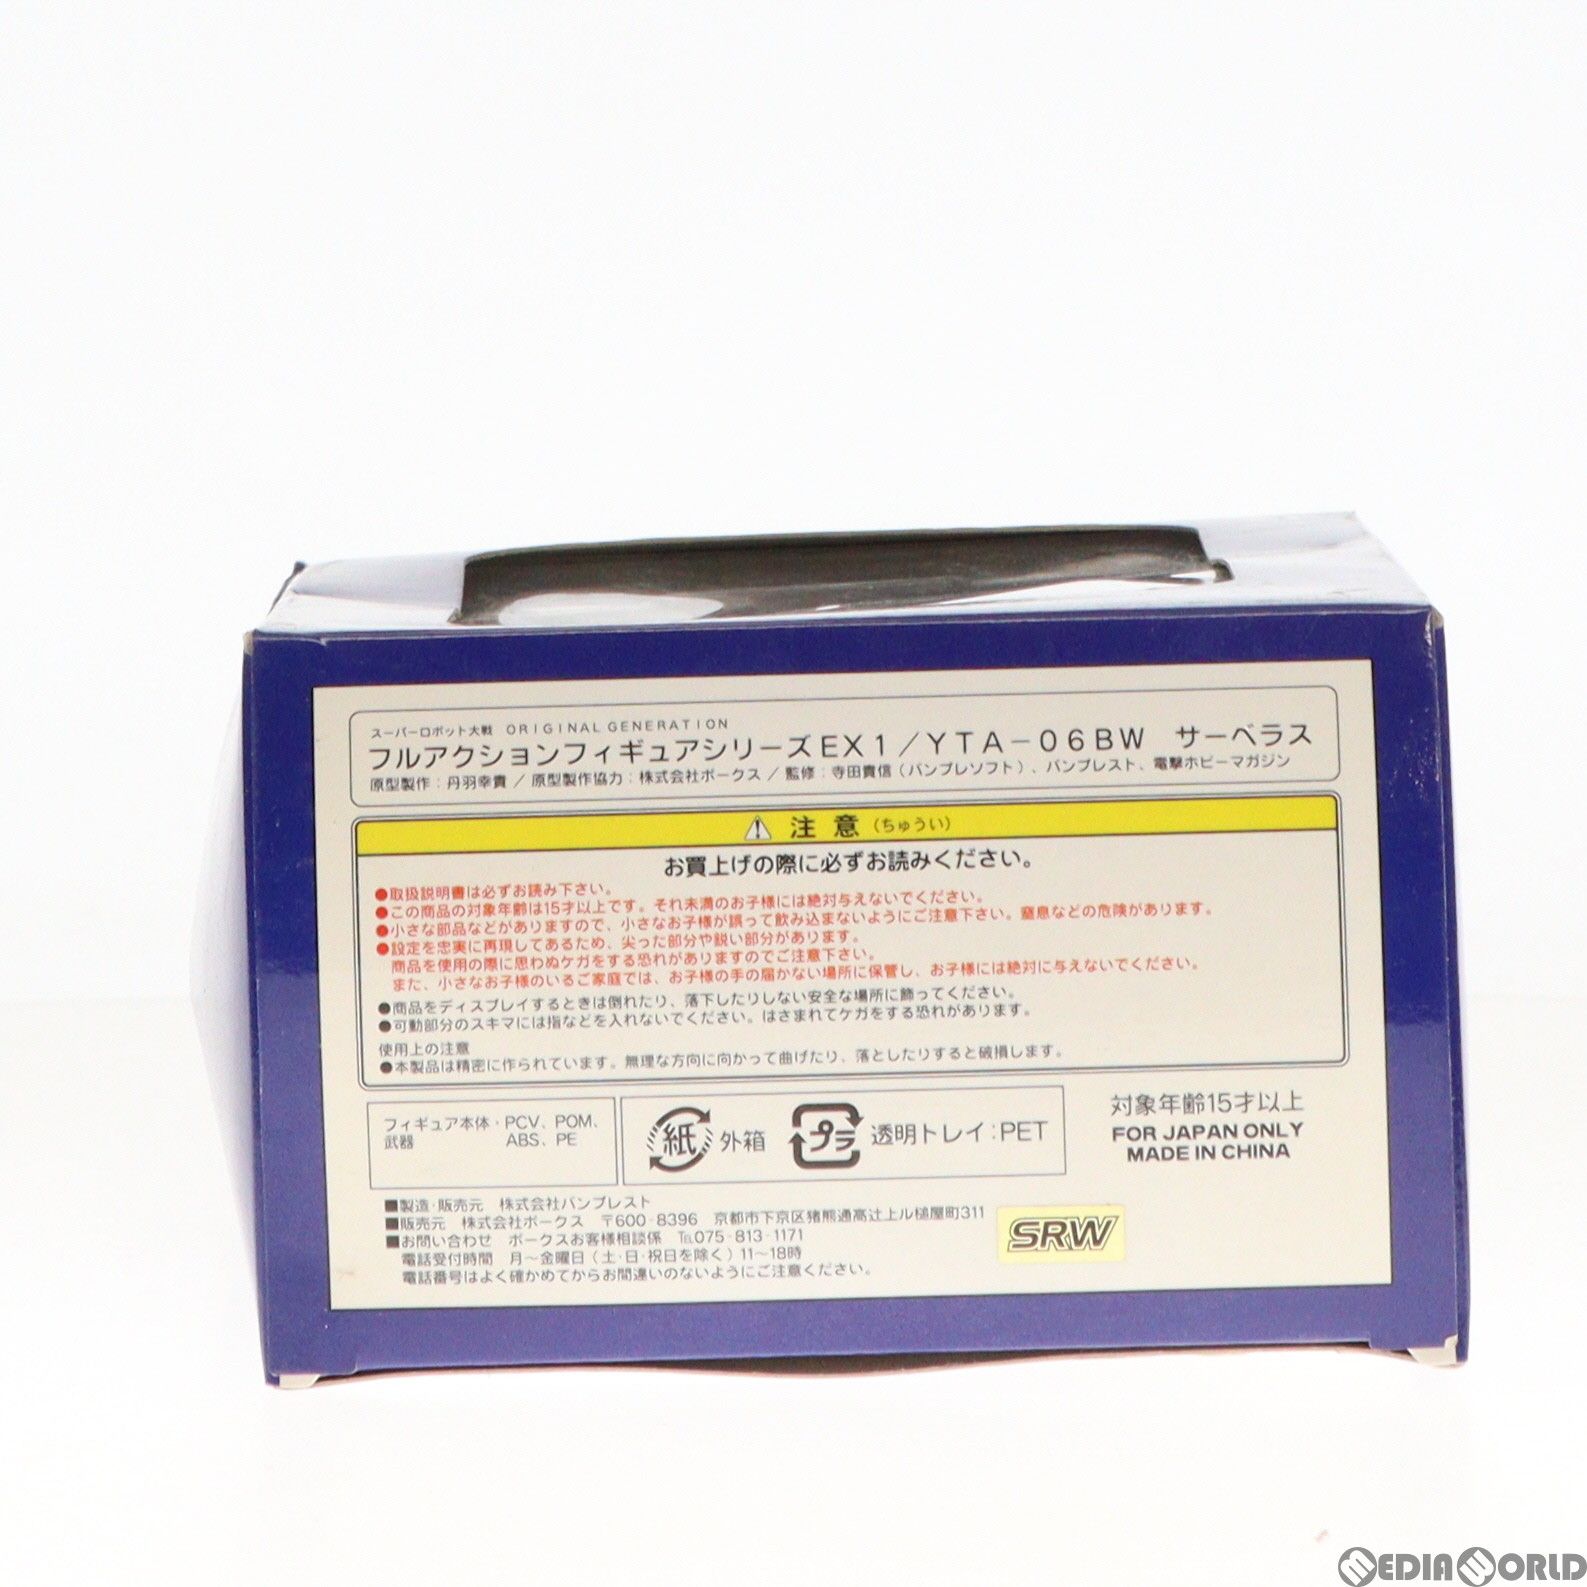 スーパーロボット大戦 ORIGINAL GENERATION
フルアクションフィギュアシリーズEX1/YTA-06BW サーベラス
原型製作：丹羽幸貴 / 原型製作協力：株式会社ボークス / 監修：寺田貴信（バンプレソフト）、バンプレスト、電撃ホビーマガジン
注意（ちゅうい）
お買上げの際に必ずお読みください。
●取扱説明書は必ずお読み下さい。
●この商品の対象年齢は15才以上です。それ未満のお子様には絶対与えないでください。
●小さな部品などがありますので、小さなお子様が誤って飲み込まないようにご注意下さい。窒息などの危険があります。
●設定を忠実に再現してあるため、尖った部分や鋭い部分があります。
商品を使用の際に思わぬケガをする恐れがありますのでご注意下さい。
また、小さなお子様のいるご家庭では、お子様の手の届かない場所に保管し、お子様には絶対に与えないでください。
●商品をディスプレイするときは倒れたり、落下したりしない安全な場所に飾ってください。
●可動部分のスキマには指などを入れないでください。はさまれてケガをする恐れがあります。
使用上の注意
●本製品は精密に作られています。無理な方向に向かって曲げたり、落としたりすると破損します。
フィギュア本体・PCV、POM、
武器 ABS、PE
紙 外箱 プラ 透明トレイ：PET
対象年齢15才以上
FOR JAPAN ONLY
MADE IN CHINA
■製造・販売元 株式会社バンプレスト
■販売元 株式会社ボークス 〒600-8396 京都市下京区猪熊通高辻上ル槌屋町311
■お問い合わせ ボークスお客様相談係 TEL075-813-1171
電話受付時間 月～金曜日（土・日・祝日を除く）11～18時
電話番号はよく確かめてからお間違いのないようにご注意ください。
SRW
MEDIAWORLD